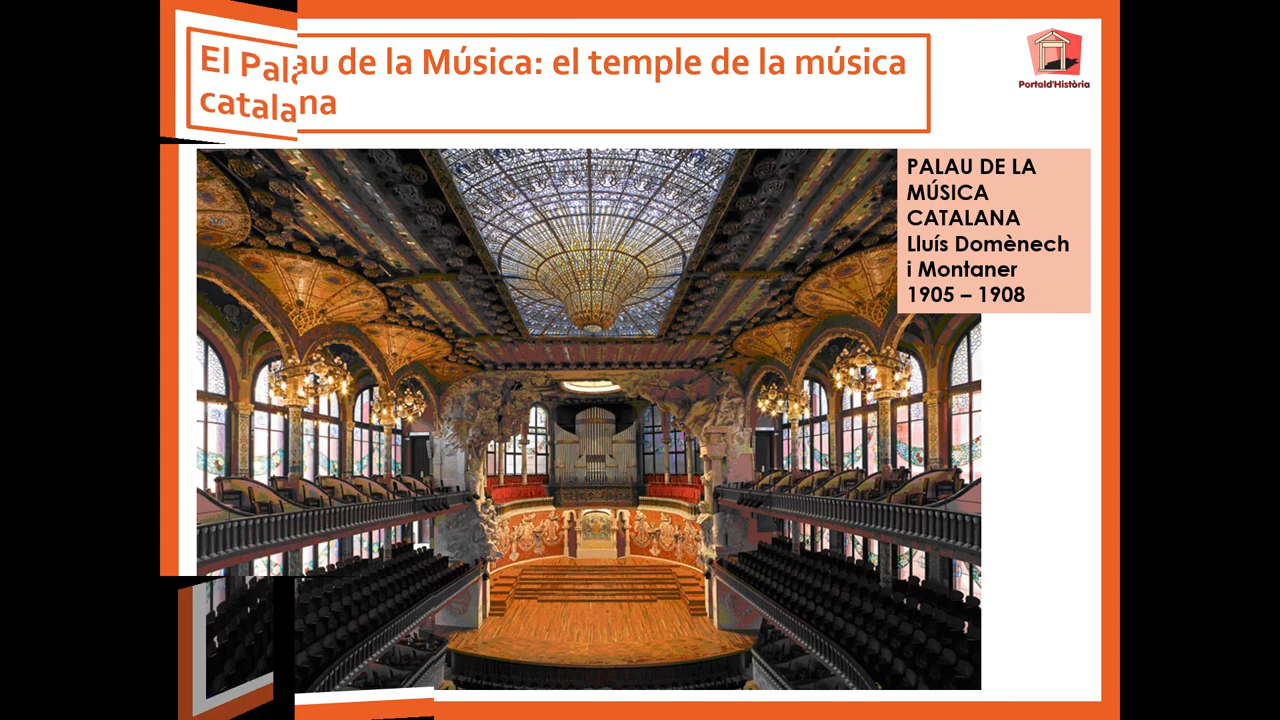 El Palau de la Música: el temple de la música
catalana
Portald'Història
PALAU DE LA
MÚSICA
CATALANA
Lluís Domènech
i Montaner
1905 – 1908